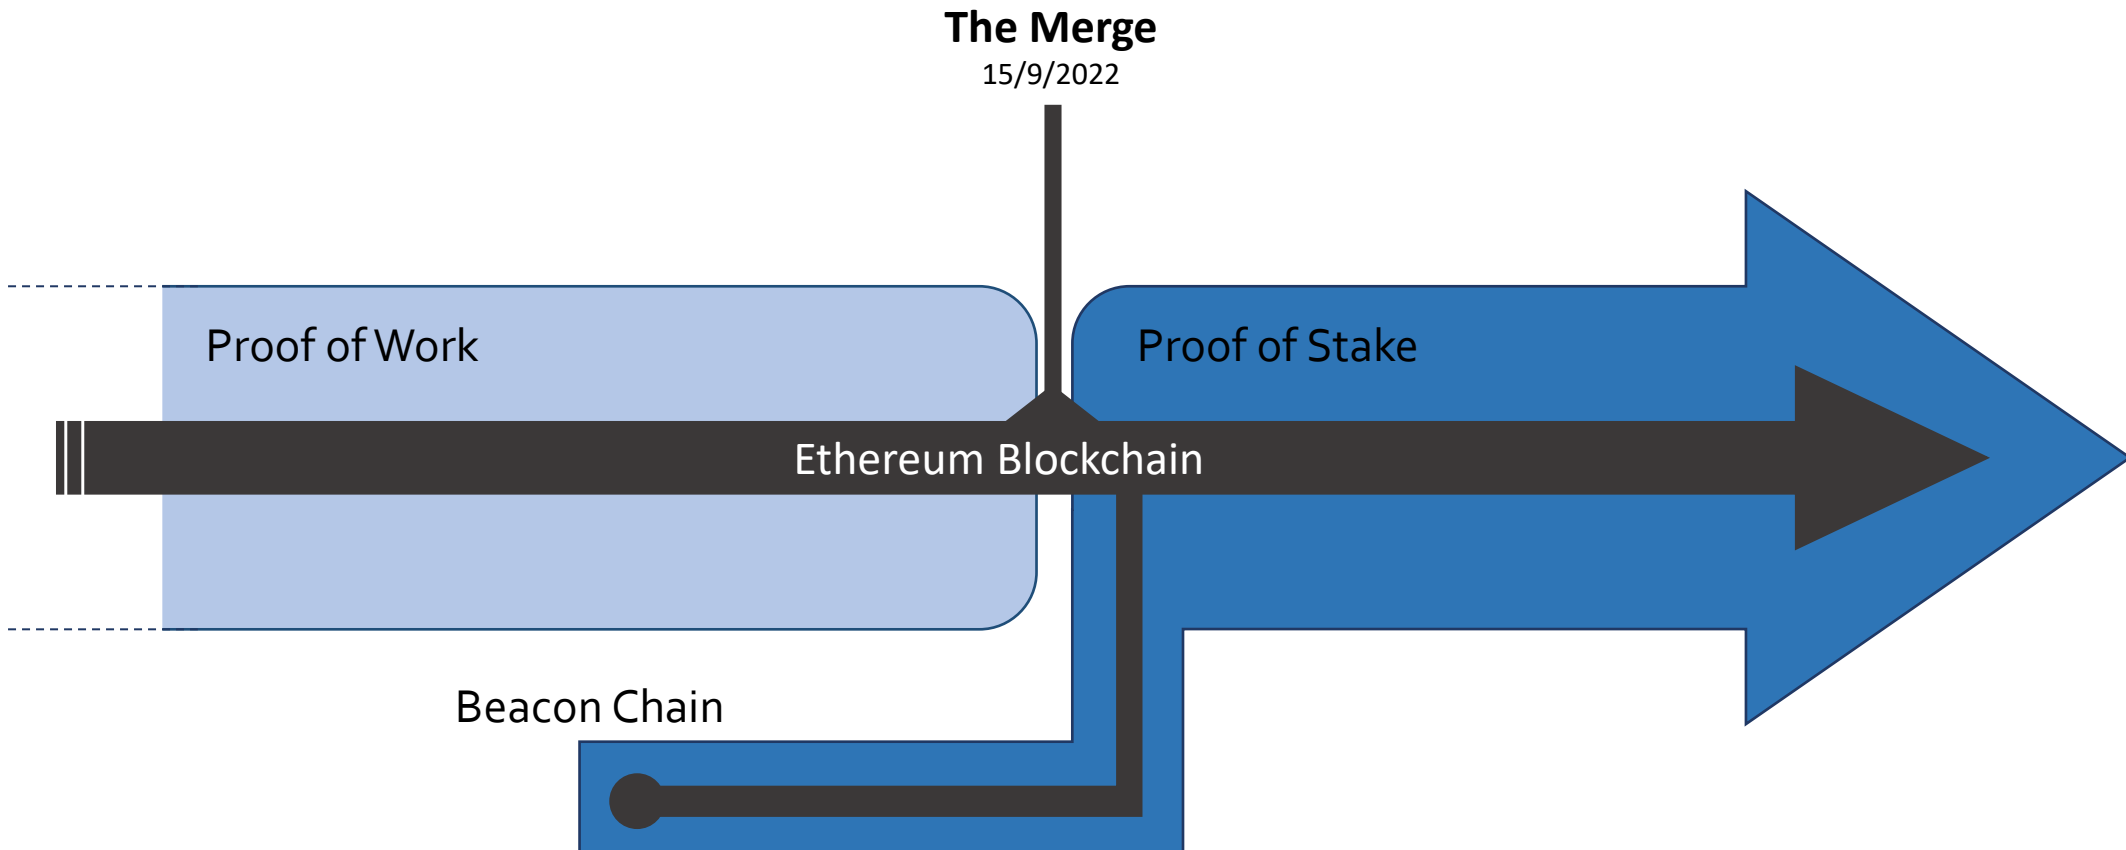 The Merge
15/9/2022
Proof of Work
Proof of Stake
Ethereum Blockchain
Beacon Chain